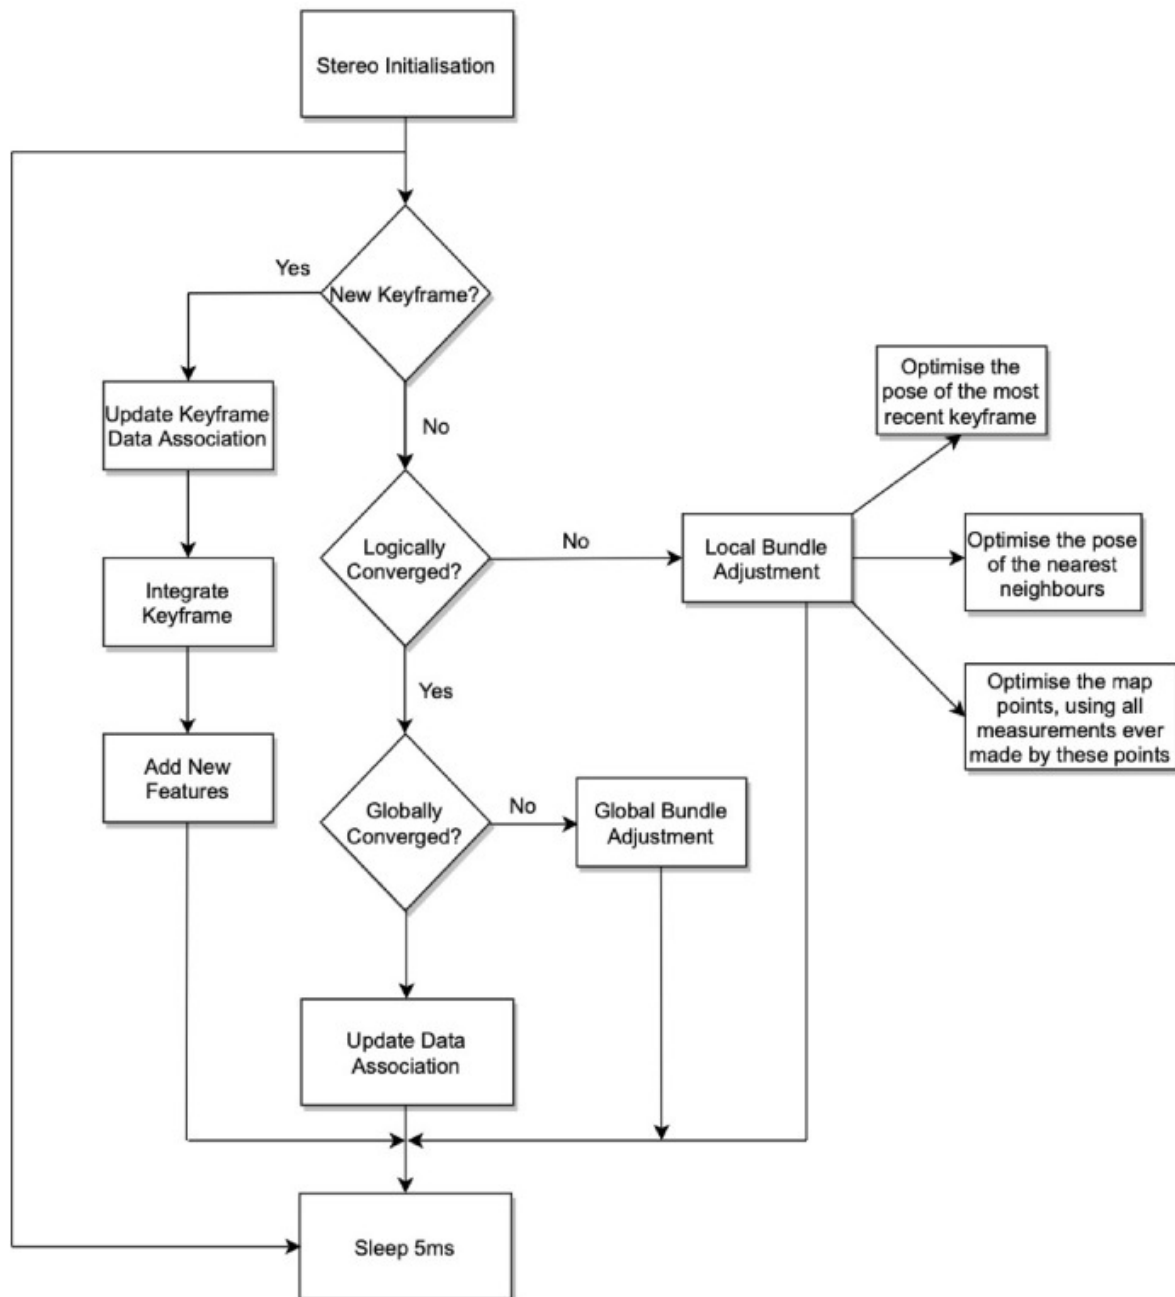 Stereo Initialisation
Yes
New Keyframe?
Optimise the
pose of the most
recent keyframe
Update Keyframe
Data Association
No
Logically
Converged?
No
Local Bundle
Adjustment
Optimise the pose
of the nearest
neighbours
Integrate
Keyframe
Yes
Optimise the map
points, using all
measurements ever
made by these points
Add New
Features
Globally
Converged?
No
Global Bundle
Adjustment
Update Data
Association
Sleep 5ms